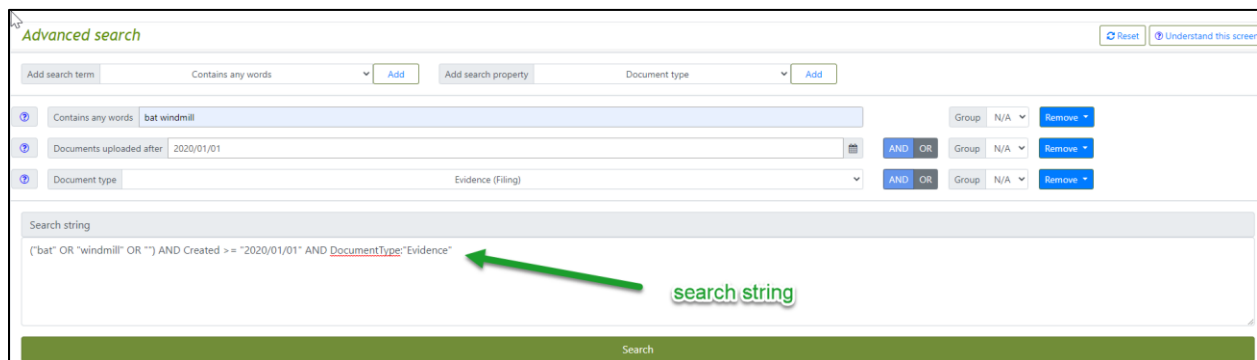 Advanced search
Reset Understand this screen
Add search term Contains any words Add Add search property Document type Add
Contains any words bat windmill Group N/A Remove
Documents uploaded after 2020/01/01 AND OR Group N/A Remove
Document type Evidence (Filing) AND OR Group N/A Remove
Search string
("bat" OR "windmill" OR "") AND Created >= "2020/01/01" AND DocumentType:"Evidence"
search string
Search